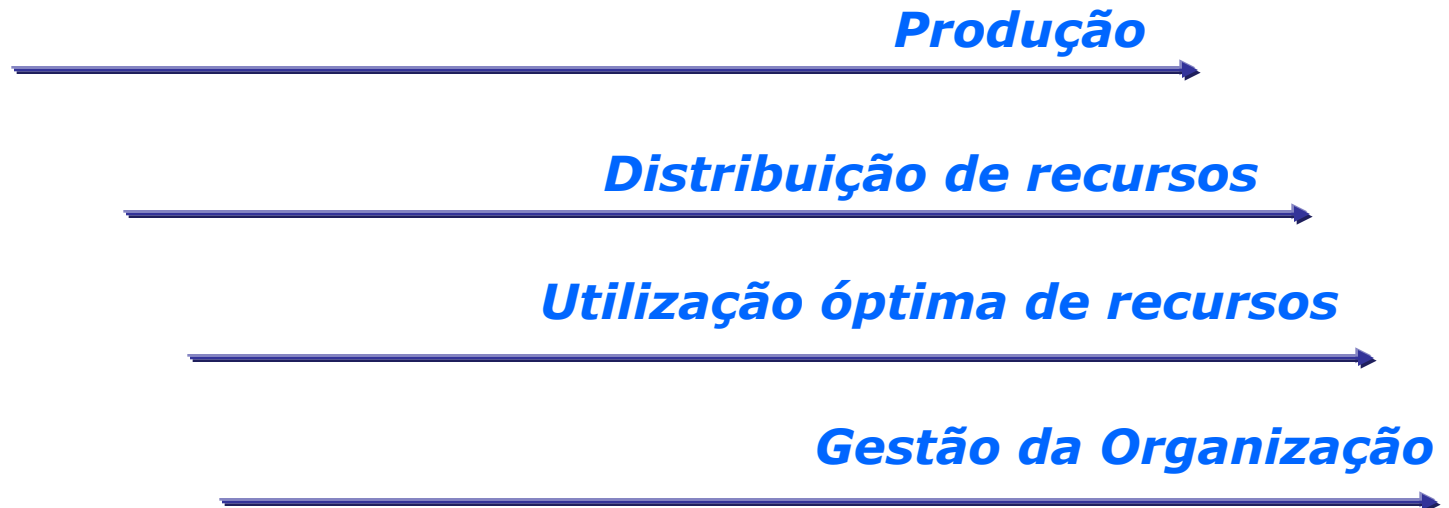 Produção
Distribuição de recursos
Utilização óptima de recursos
Gestão da Organização